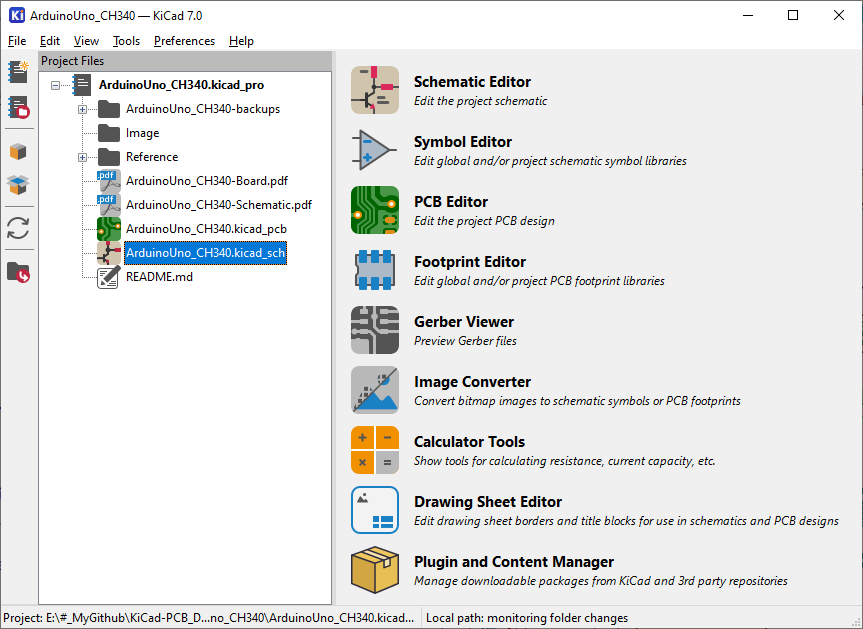 Ki ArduinoUno_CH340 — KiCad 7.0
File Edit View Tools Preferences Help
Project Files
ArduinoUno_CH340.kicad_pro
ArduinoUno_CH340-backups
Image
Reference
pdf ArduinoUno_CH340-Board.pdf
pdf ArduinoUno_CH340-Schematic.pdf
ArduinoUno_CH340.kicad_pcb
ArduinoUno_CH340.kicad_sch
README.md
Schematic Editor
Edit the project schematic
Symbol Editor
Edit global and/or project schematic symbol libraries
PCB Editor
Edit the project PCB design
Footprint Editor
Edit global and/or project PCB footprint libraries
Gerber Viewer
Preview Gerber files
Image Converter
Convert bitmap images to schematic symbols or PCB footprints
Calculator Tools
Show tools for calculating resistance, current capacity, etc.
Drawing Sheet Editor
Edit drawing sheet borders and title blocks for use in schematics and PCB designs
Plugin and Content Manager
Manage downloadable packages from KiCad and 3rd party repositories
Project: E:\#_MyGithub\KiCad-PCB_D...no_CH340\ArduinoUno_CH340.kicad... Local path: monitoring folder changes